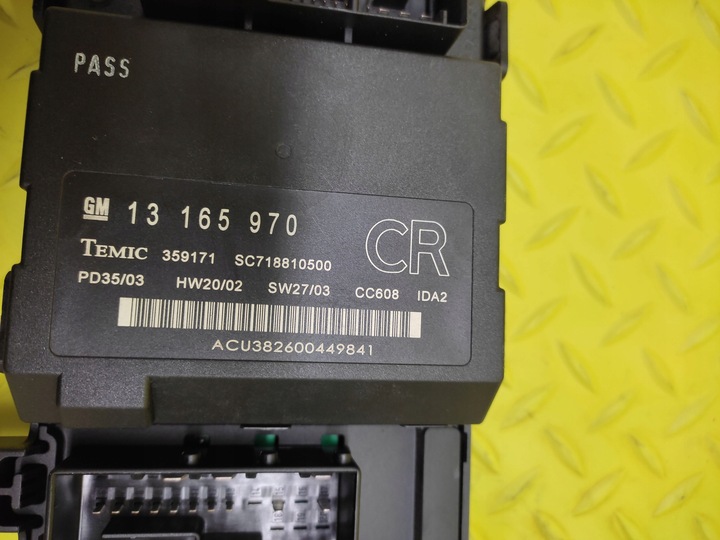 PASS
GM 13 165 970
CR
TEMIC 359171 SC718810500
PD35/03 HW20/02 SW27/03 CC608 IDA2
ACU382600449841